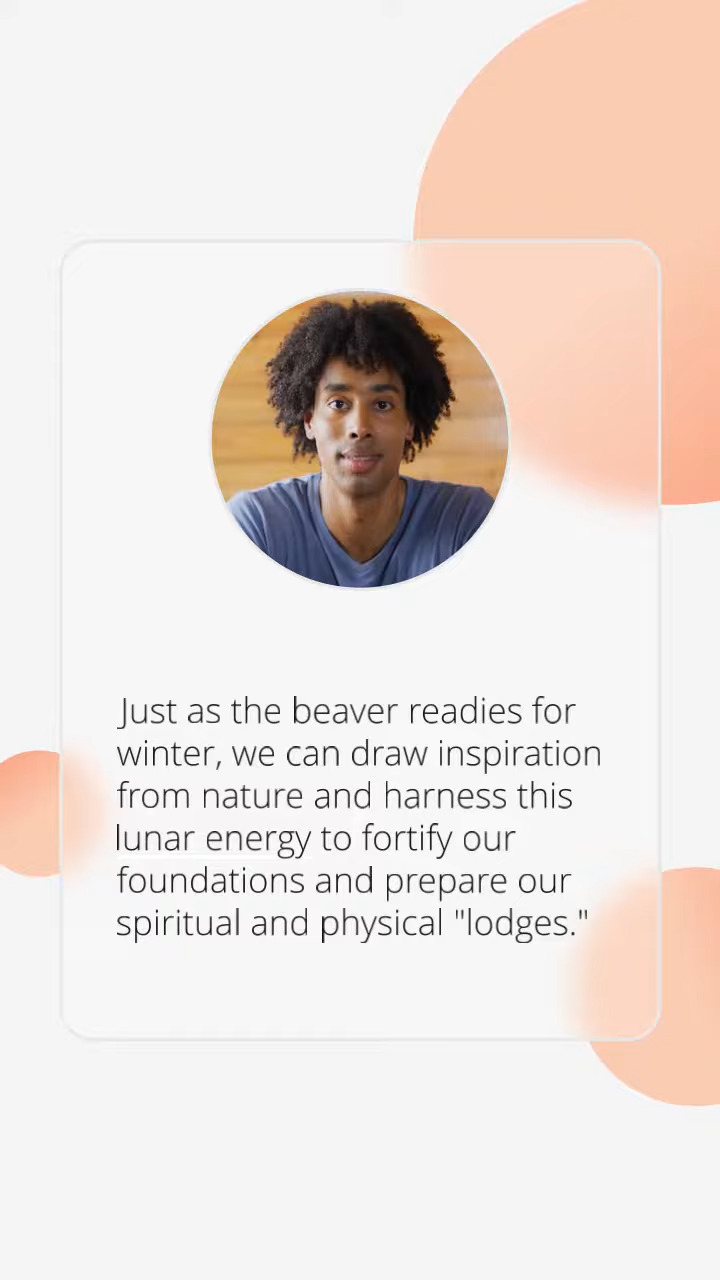 Just as the beaver readies for
winter, we can draw inspiration
from nature and harness this
lunar energy to fortify our
foundations and prepare our
spiritual and physical "lodges."